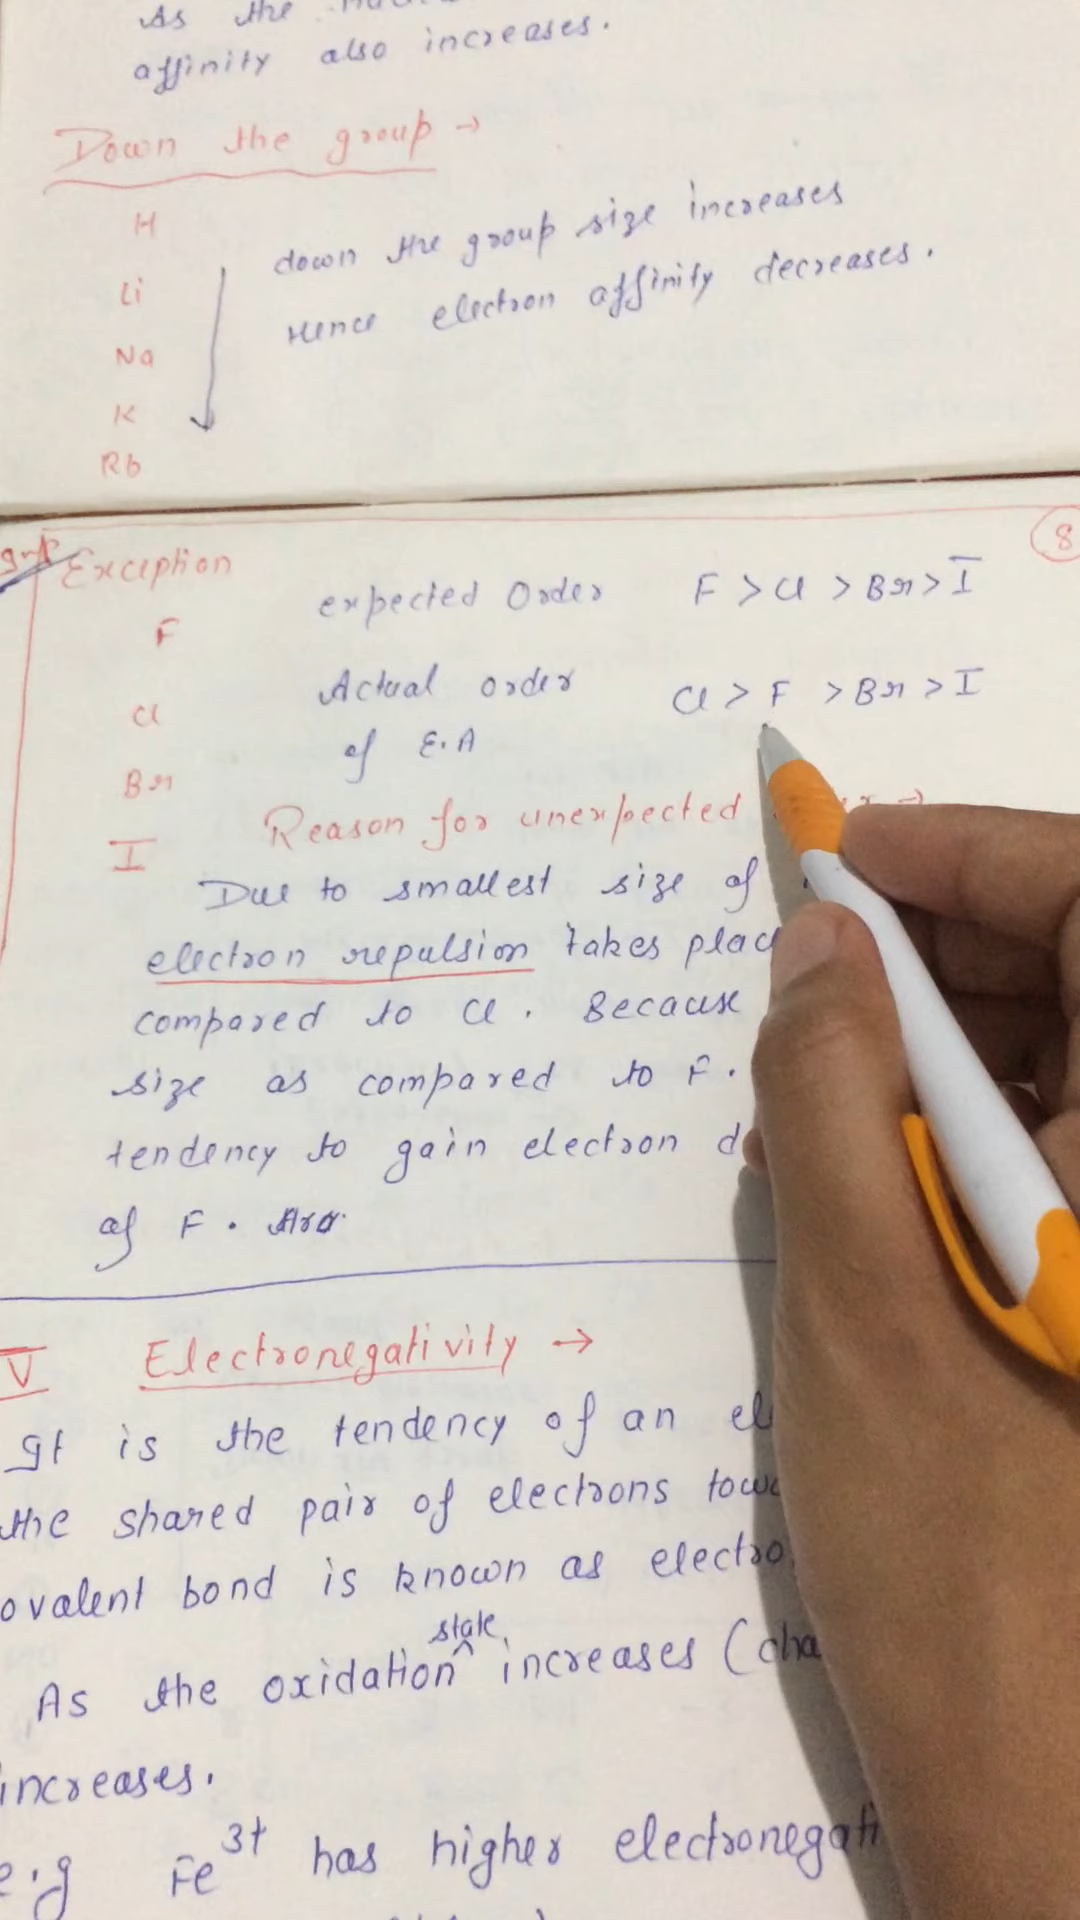 As the
affinity also increases.
Down the group →
H
Li
Na
K
Rb
down the group size increases
Hence electron affinity decreases.
8
Exception
F
Cl
Br
I
expected Order F > Cl > Br > I
Actual order Cl > F > Br > I
of E.A
Reason for unexpected
Due to smallest size of
electron repulsion takes plac
compared to Cl. Because
size as compared to F.
tendency to gain electron d
of F.
V Electronegativity →
It is the tendency of an el
the shared pair of electrons towa
ovalent bond is known as electro
As the oxidation state increases (cha
increases.
e.g Fe3+ has higher electronegati